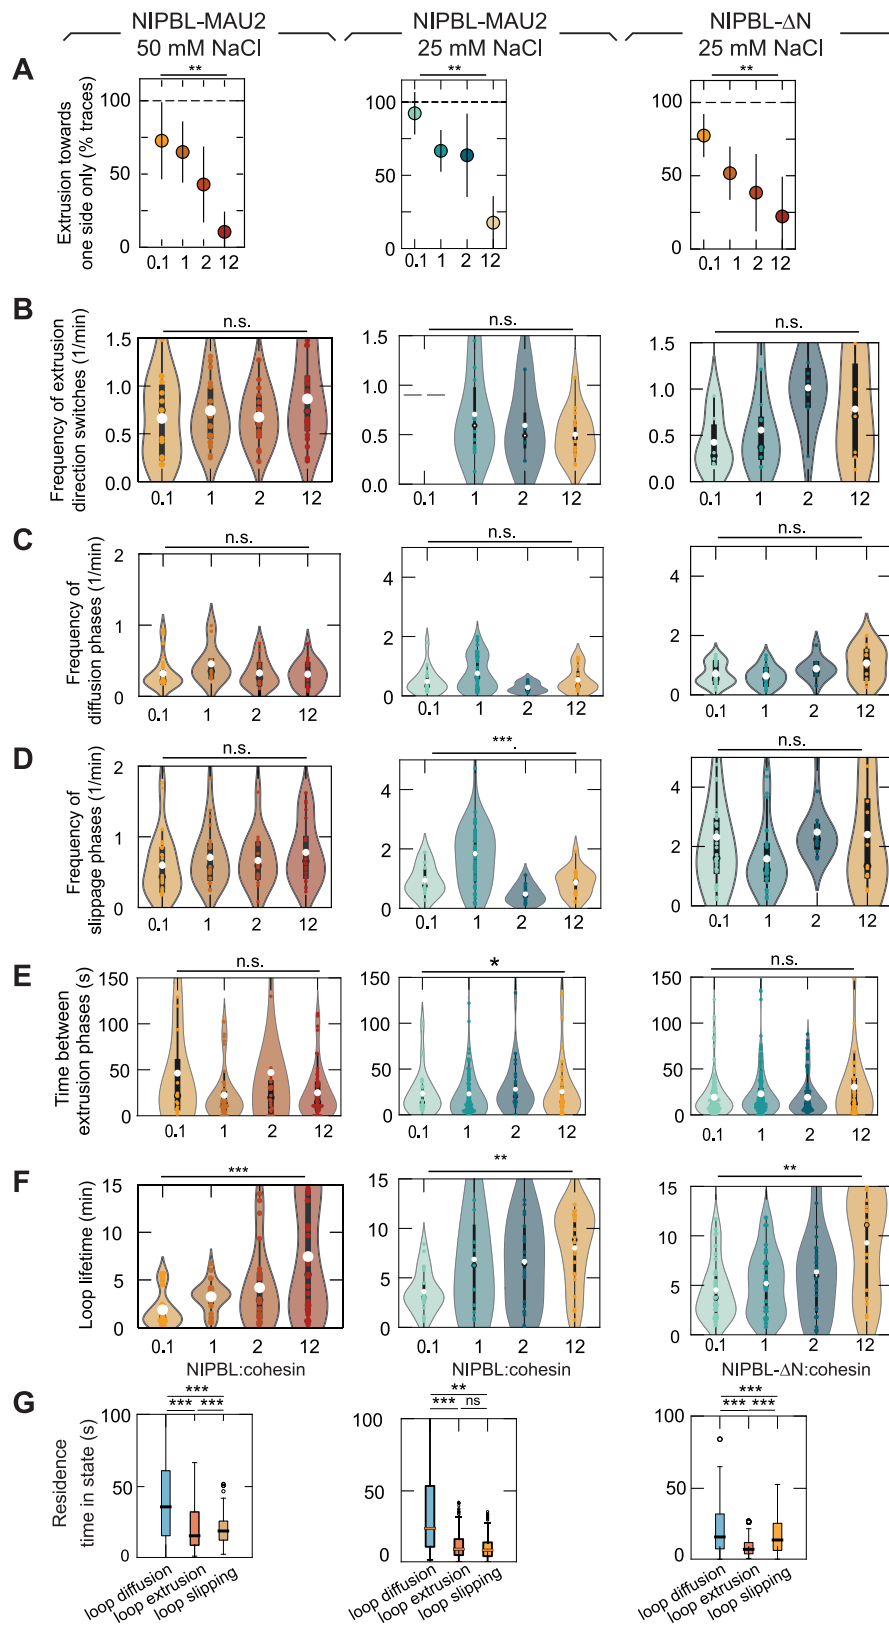 NIPBL-MAU2
50 mM NaCl
NIPBL-MAU2
25 mM NaCl
NIPBL-ΔN
25 mM NaCl
A
Extrusion towards
one side only (% traces)
**
100
50
0
0.1 1 2 12
**
100
50
0
0.1 1 2 12
**
100
50
0
0.1 1 2 12
B
Frequency of extrusion
direction switches (1/min)
n.s.
1.5
1.0
0.5
0.0
0.1 1 2 12
n.s.
1.5
1.0
0.5
0.0
0.1 1 2 12
n.s.
1.5
1.0
0.5
0.0
0.1 1 2 12
C
Frequency of
diffusion phases (1/min)
n.s.
2
1
0
0.1 1 2 12
n.s.
4
2
0
0.1 1 2 12
n.s.
4
2
0
0.1 1 2 12
D
Frequency of
slippage phases (1/min)
n.s.
2
1
0
0.1 1 2 12
***.
4
2
0
0.1 1 2 12
n.s.
4
2
0
0.1 1 2 12
E
Time between
extrusion phases (s)
n.s.
150
100
50
0
0.1 1 2 12
*
150
100
50
0
0.1 1 2 12
n.s.
150
100
50
0
0.1 1 2 12
F
Loop lifetime (min)
***
15
10
5
0
0.1 1 2 12
NIPBL:cohesin
**
15
10
5
0
0.1 1 2 12
NIPBL:cohesin
**
15
10
5
0
0.1 1 2 12
NIPBL-ΔN:cohesin
G
Residence
time in state (s)
***
*** ***
100
50
0
loop diffusion
loop extrusion
loop slipping
**
*** ns
100
50
0
loop diffusion
loop extrusion
loop slipping
***
*** ***
100
50
0
loop diffusion
loop extrusion
loop slipping